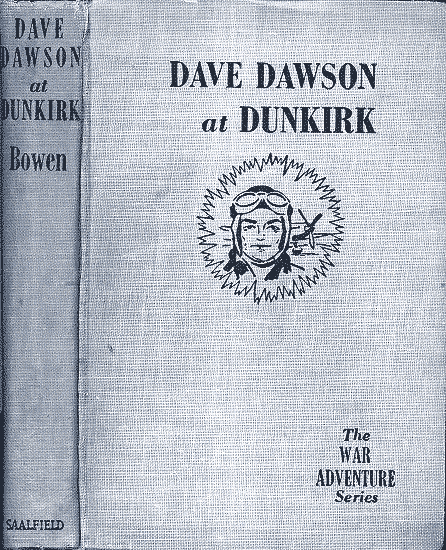 DAVE
DAWSON
at
DUNKIRK
Bowen
SAALFIELD
DAVE DAWSON
at DUNKIRK
The
WAR
ADVENTURE
Series